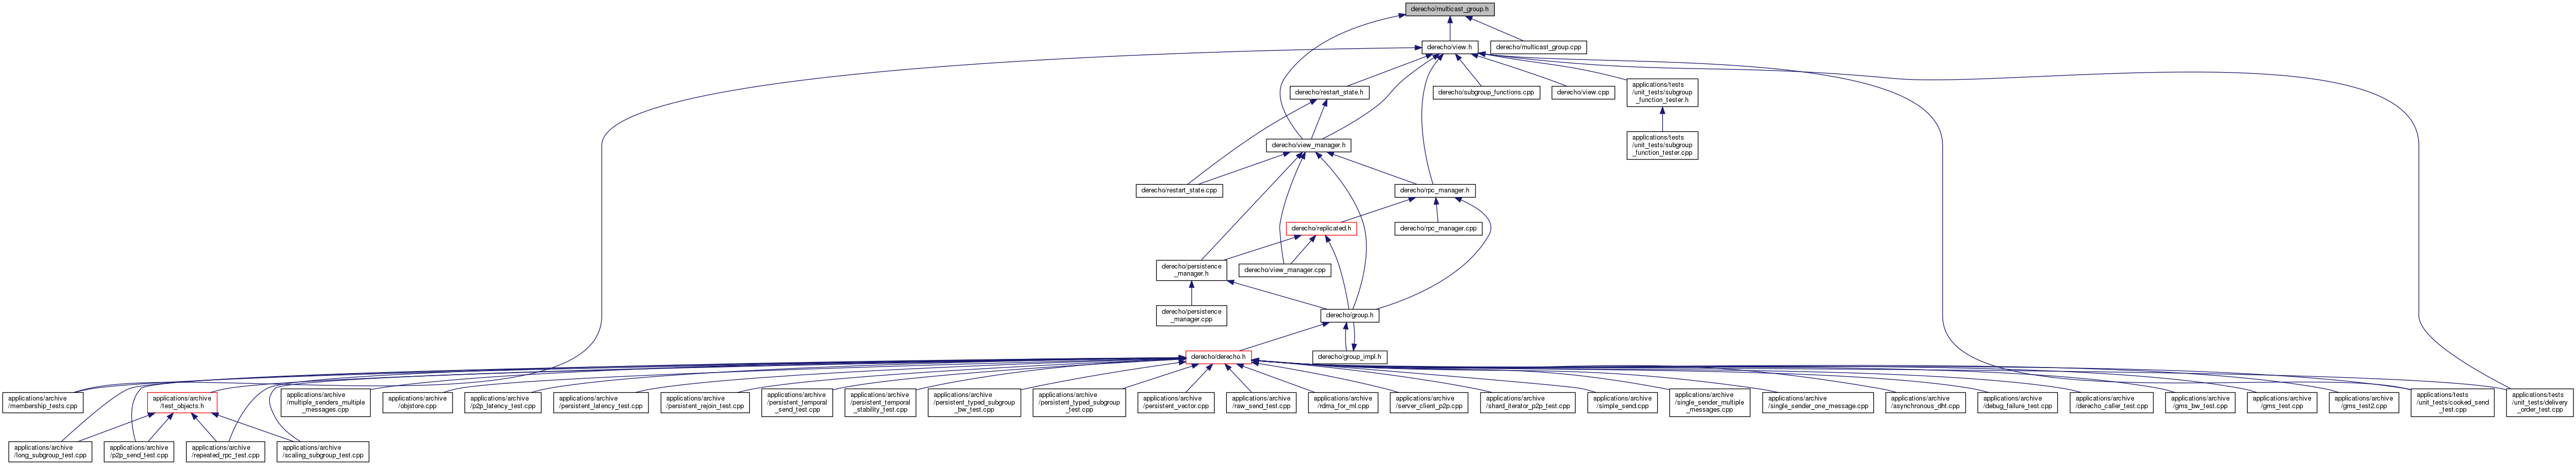 derecho/multicast_group.h
derecho/view.h
derecho/multicast_group.cpp
derecho/restart_state.h
derecho/subgroup_functions.cpp
derecho/view.cpp
applications/tests
/unit_tests/subgroup
_function_tester.h
applications/tests
/unit_tests/subgroup
_function_tester.cpp
derecho/view_manager.h
derecho/restart_state.cpp
derecho/rpc_manager.h
derecho/replicated.h
derecho/rpc_manager.cpp
derecho/persistence
_manager.h
derecho/view_manager.cpp
derecho/persistence
_manager.cpp
derecho/group.h
derecho/derecho.h
derecho/group_impl.h
applications/archive
/membership_tests.cpp
applications/archive
/test_objects.h
applications/archive
/multiple_senders_multiple
_messages.cpp
applications/archive
/objstore.cpp
applications/archive
/p2p_latency_test.cpp
applications/archive
/persistent_latency_test.cpp
applications/archive
/persistent_rejoin_test.cpp
applications/archive
/persistent_temporal
_send_test.cpp
applications/archive
/persistent_temporal
_stability_test.cpp
applications/archive
/persistent_typed_subgroup
_bw_test.cpp
applications/archive
/persistent_typed_subgroup
_test.cpp
applications/archive
/persistent_vector.cpp
applications/archive
/raw_send_test.cpp
applications/archive
/rdma_for_ml.cpp
applications/archive
/server_client_p2p.cpp
applications/archive
/shard_iterator_p2p_test.cpp
applications/archive
/simple_send.cpp
applications/archive
/single_sender_multiple
_messages.cpp
applications/archive
/single_sender_one_message.cpp
applications/archive
/asynchronous_dht.cpp
applications/archive
/debug_failure_test.cpp
applications/archive
/derecho_caller_test.cpp
applications/archive
/gms_bw_test.cpp
applications/archive
/gms_test.cpp
applications/archive
/gms_test2.cpp
applications/tests
/unit_tests/cooked_send
_test.cpp
applications/tests
/unit_tests/delivery
_order_test.cpp
applications/archive
/long_subgroup_test.cpp
applications/archive
/p2p_send_test.cpp
applications/archive
/repeated_rpc_test.cpp
applications/archive
/scaling_subgroup_test.cpp